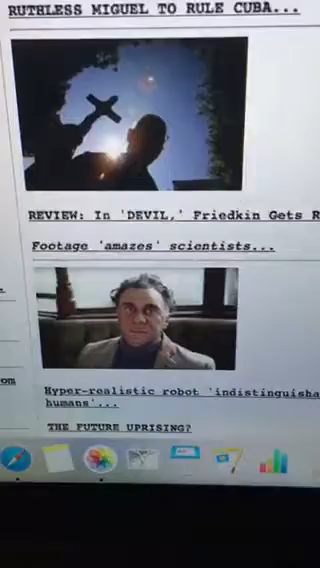 RUTHLESS MIGUEL TO RULE CUBA...
REVIEW: In 'DEVIL,' Friedkin Gets R
Footage 'amazes' scientists...
Hyper-realistic robot 'indistinguisha
humans'...
om
THE FUTURE UPRISING?